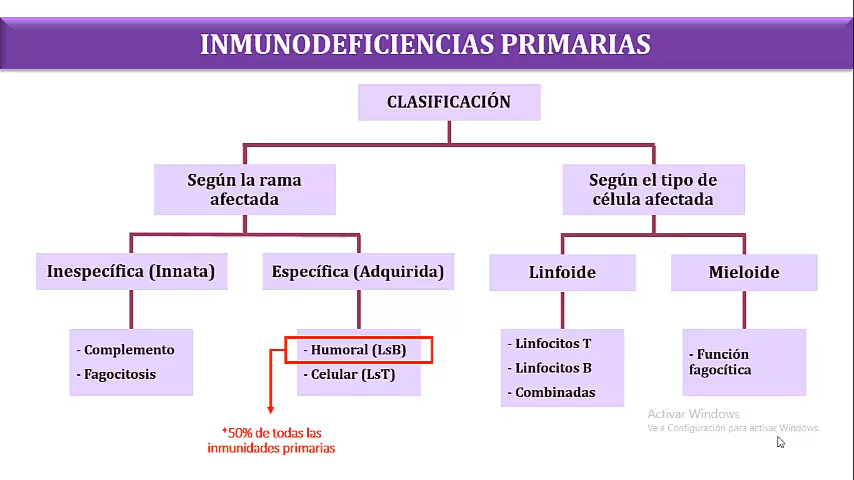 INMUNODEFICIENCIAS PRIMARIAS
CLASIFICACIÓN
Según la rama
afectada
Según el tipo de
célula afectada
Inespecífica (Innata)
Específica (Adquirida)
Linfoide
Mieloide
- Complemento
- Fagocitosis
- Humoral (LsB)
- Celular (LsT)
- Linfocitos T
- Linfocitos B
- Combinadas
- Función
fagocítica
*50% de todas las
inmunidades primarias
Activar Windows
Ve a Configuración para activar Windows.